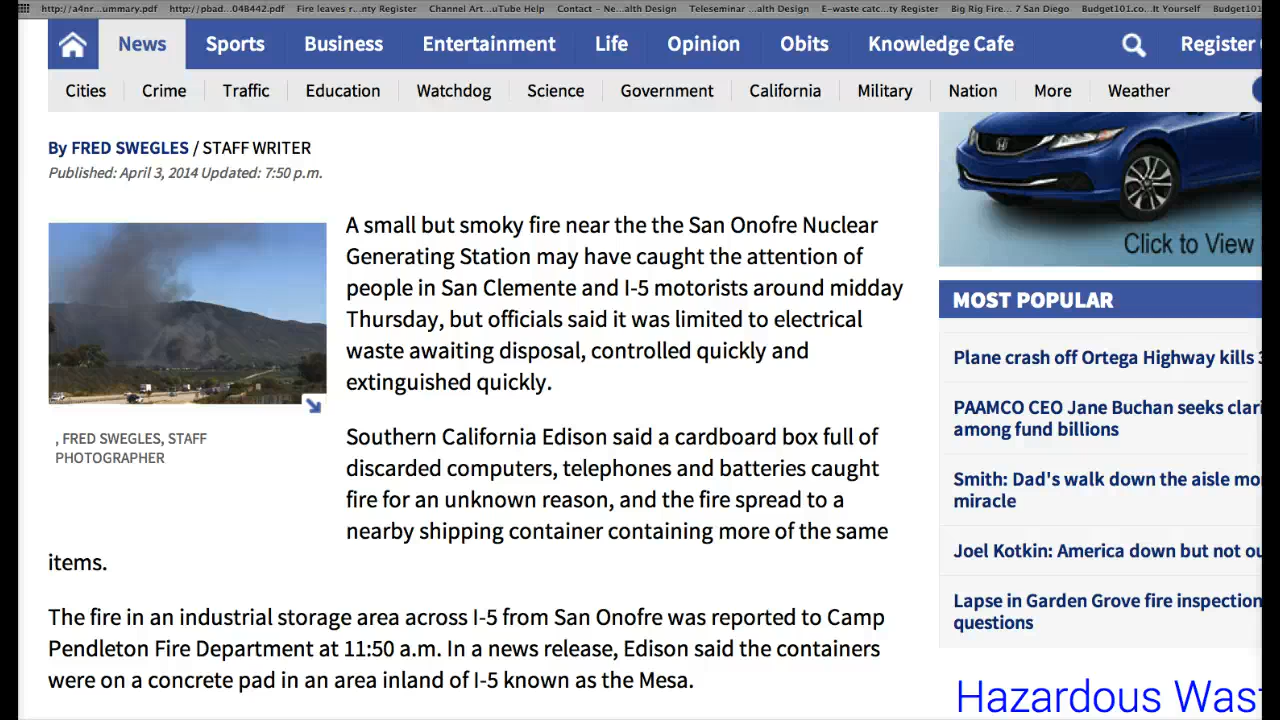 http://a4nr...ummary.pdf http://pbad...048442.pdf Fire leaves r...nty Register Channel Art...uTube Help Contact – Ne...alth Design Teleseminar ...alth Design E-waste catc...ty Register Big Rig Fire... 7 San Diego Budget101.co...It Yourself Budget101
News Sports Business Entertainment Life Opinion Obits Knowledge Cafe Register
Cities Crime Traffic Education Watchdog Science Government California Military Nation More Weather
By FRED SWEGLES / STAFF WRITER
Published: April 3, 2014 Updated: 7:50 p.m.
A small but smoky fire near the the San Onofre Nuclear
Generating Station may have caught the attention of
people in San Clemente and I-5 motorists around midday
Thursday, but officials said it was limited to electrical
waste awaiting disposal, controlled quickly and
extinguished quickly.
, FRED SWEGLES, STAFF
PHOTOGRAPHER
Southern California Edison said a cardboard box full of
discarded computers, telephones and batteries caught
fire for an unknown reason, and the fire spread to a
nearby shipping container containing more of the same
items.
The fire in an industrial storage area across I-5 from San Onofre was reported to Camp
Pendleton Fire Department at 11:50 a.m. In a news release, Edison said the containers
were on a concrete pad in an area inland of I-5 known as the Mesa.
Click to View
MOST POPULAR
Plane crash off Ortega Highway kills
PAAMCO CEO Jane Buchan seeks clari
among fund billions
Smith: Dad's walk down the aisle mo
miracle
Joel Kotkin: America down but not ou
Lapse in Garden Grove fire inspection
questions
Hazardous Wast